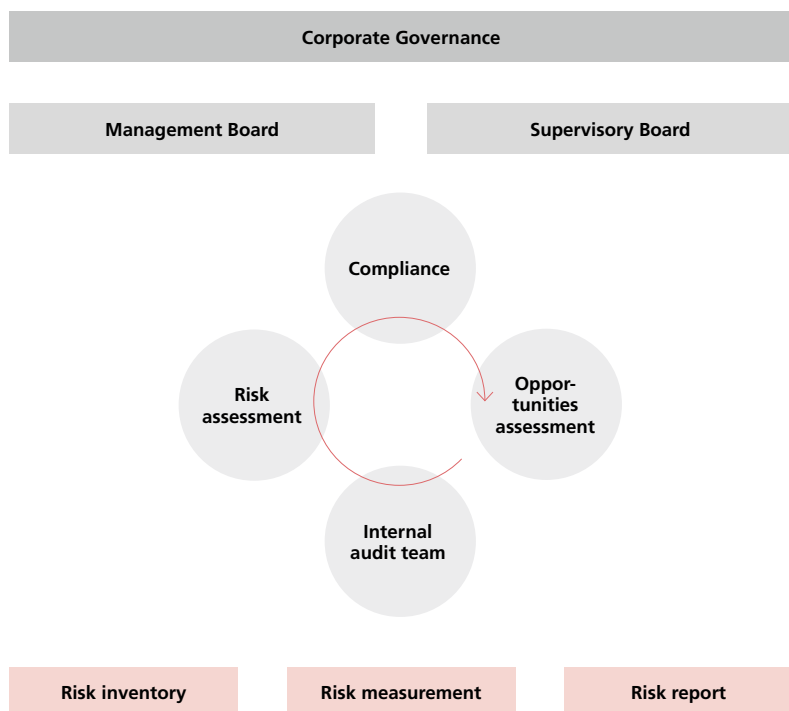 Corporate Governance
Management Board
Supervisory Board
Compliance
Risk
assessment
Oppor-
tunities
assessment
Internal
audit team
Risk inventory
Risk measurement
Risk report